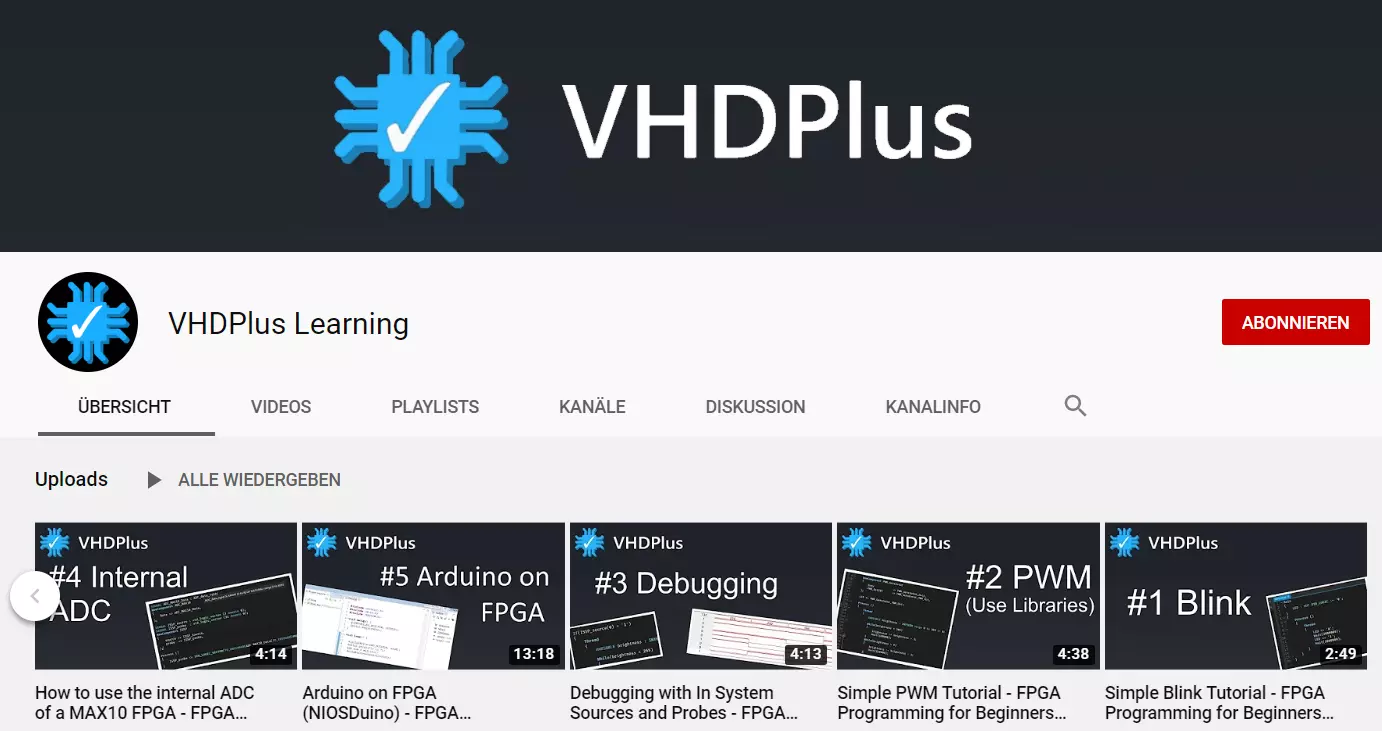 VHDPlus
VHDPlus Learning
ABONNIEREN
ÜBERSICHT
VIDEOS
PLAYLISTS
KANÄLE
DISKUSSION
KANALINFO
Uploads
ALLE WIEDERGEBEN
VHDPlus
#4 Internal
ADC
4:14
How to use the internal ADC
of a MAX10 FPGA - FPGA...
VHDPlus
#5 Arduino on
FPGA
13:18
Arduino on FPGA
(NIOSDuino) - FPGA...
VHDPlus
#3 Debugging
4:13
Debugging with In System
Sources and Probes - FPGA...
VHDPlus
#2 PWM
(Use Libraries)
4:38
Simple PWM Tutorial - FPGA
Programming for Beginners...
VHDPlus
#1 Blink
2:49
Simple Blink Tutorial - FPGA
Programming for Beginners...